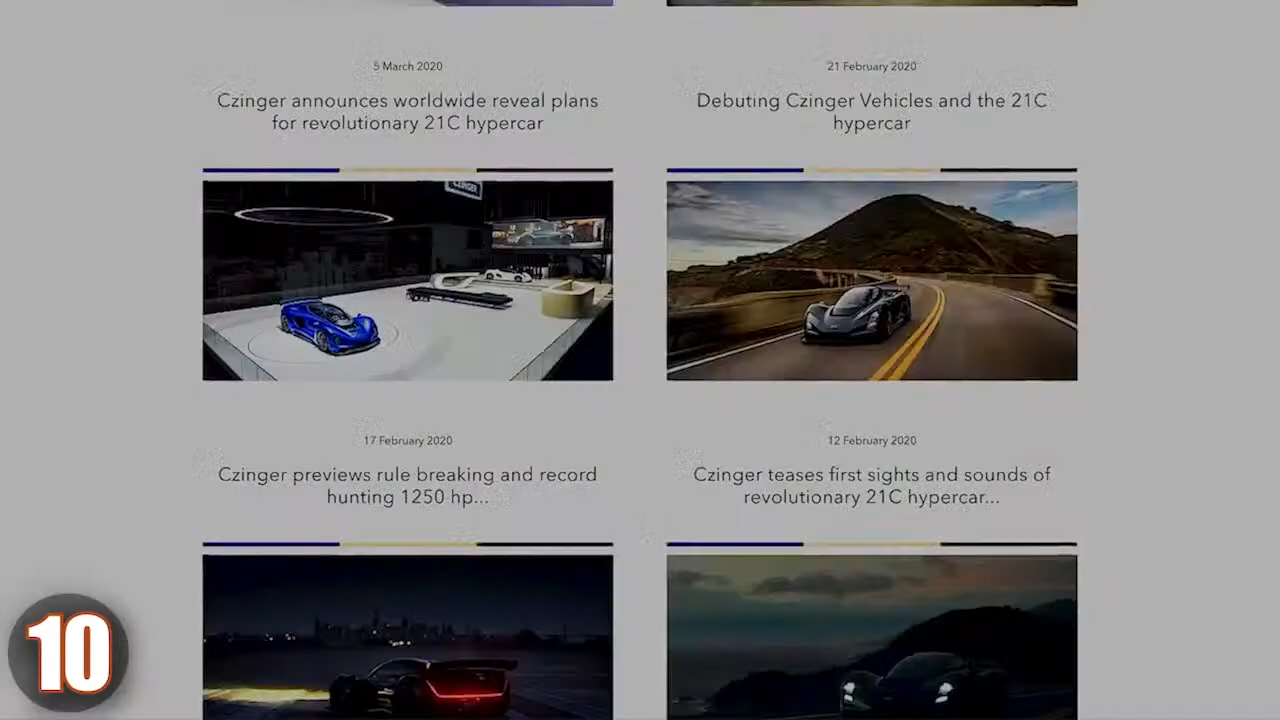 5 March 2020
Czinger announces worldwide reveal plans
for revolutionary 21C hypercar
21 February 2020
Debuting Czinger Vehicles and the 21C
hypercar
CZINGER
17 February 2020
Czinger previews rule breaking and record
hunting 1250 hp...
12 February 2020
Czinger teases first sights and sounds of
revolutionary 21C hypercar...
10